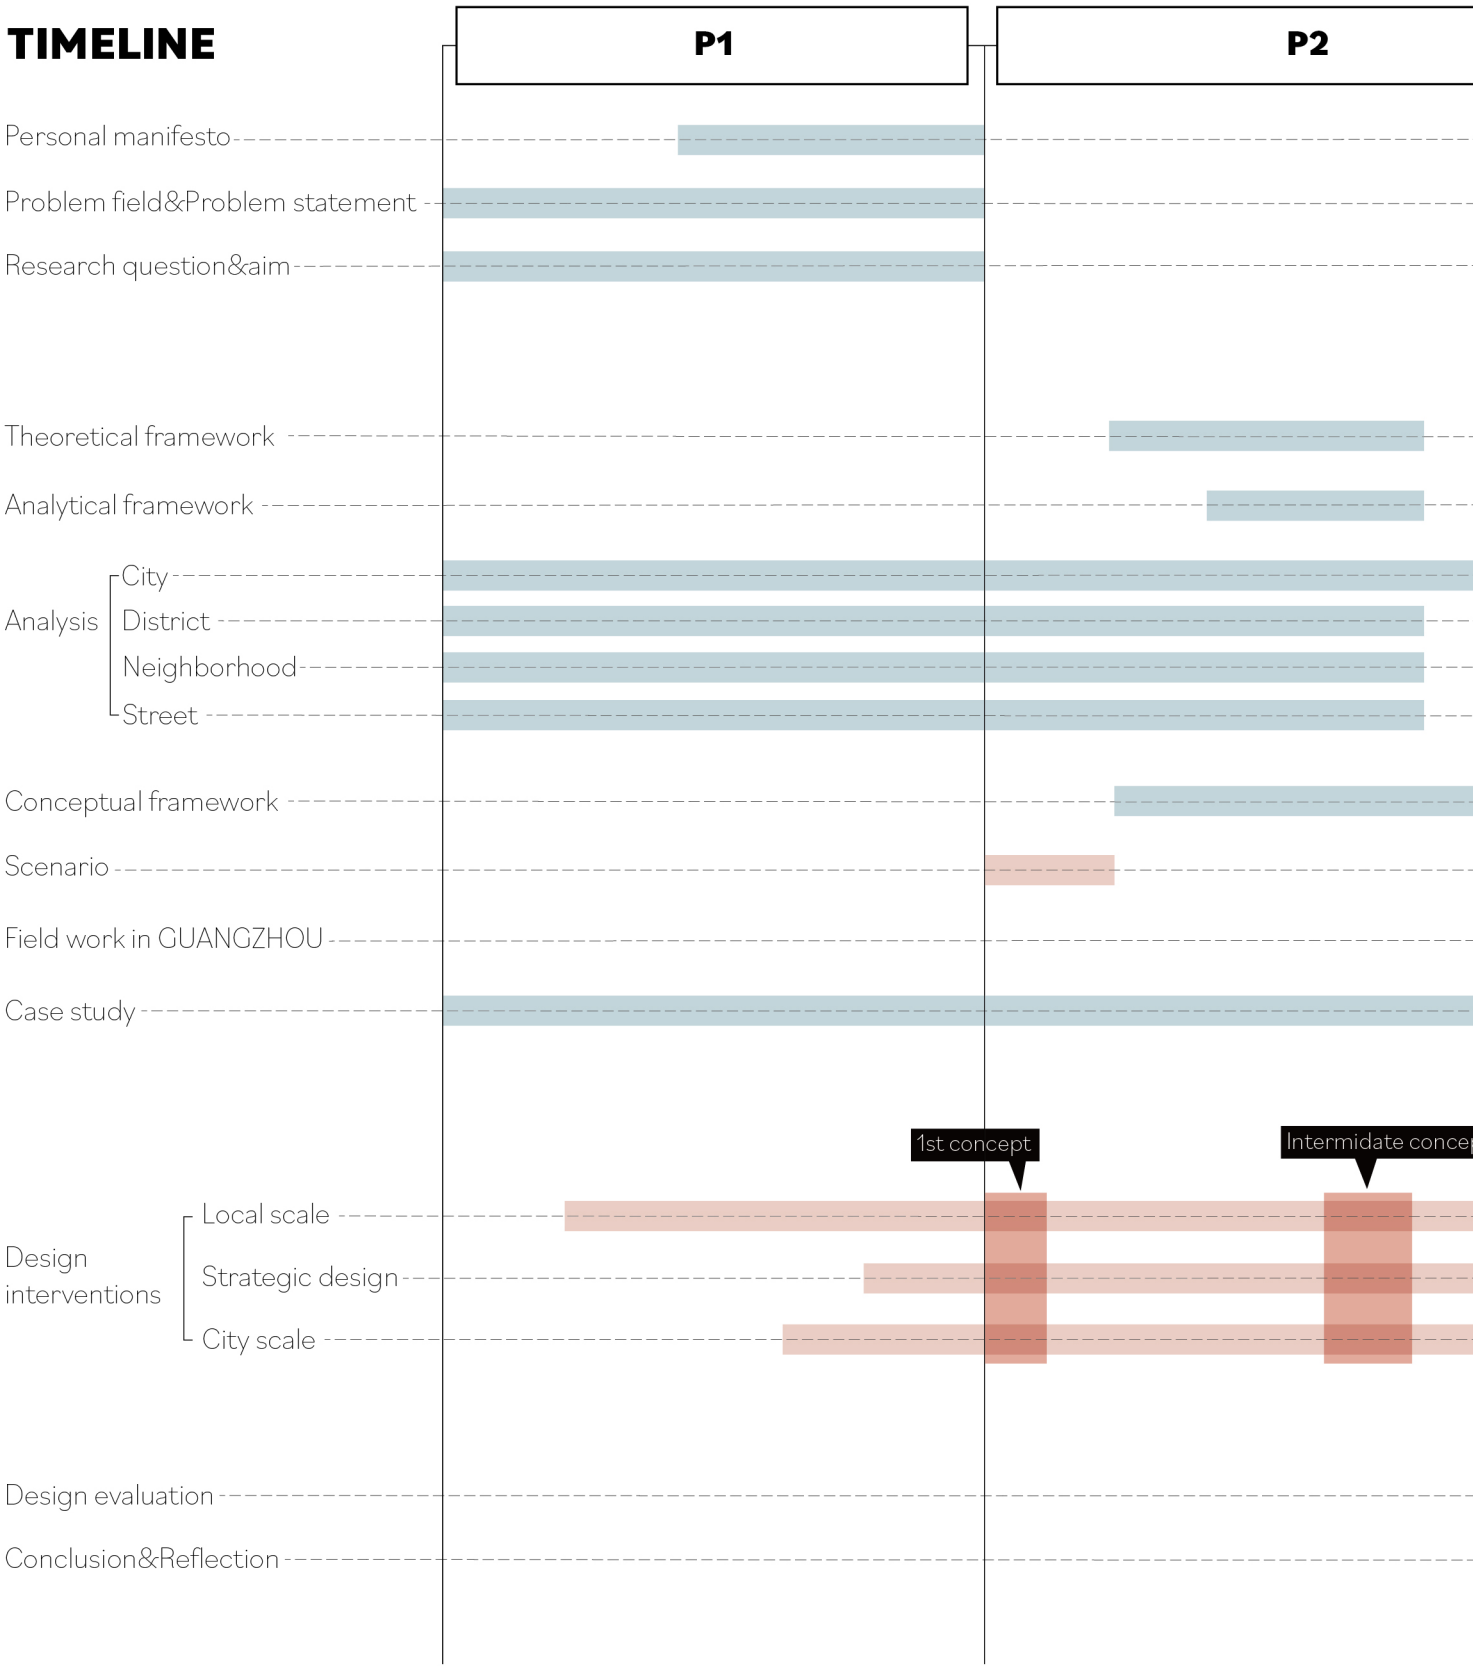 TIMELINE
P1
P2
Personal manifesto
Problem field&Problem statement
Research question&aim
Theoretical framework
Analytical framework
Analysis
City
District
Neighborhood
Street
Conceptual framework
Scenario
Field work in GUANGZHOU
Case study
1st concept
Intermidate
Design
interventions
Local scale
Strategic design
City scale
Design evaluation
Conclusion&Reflection